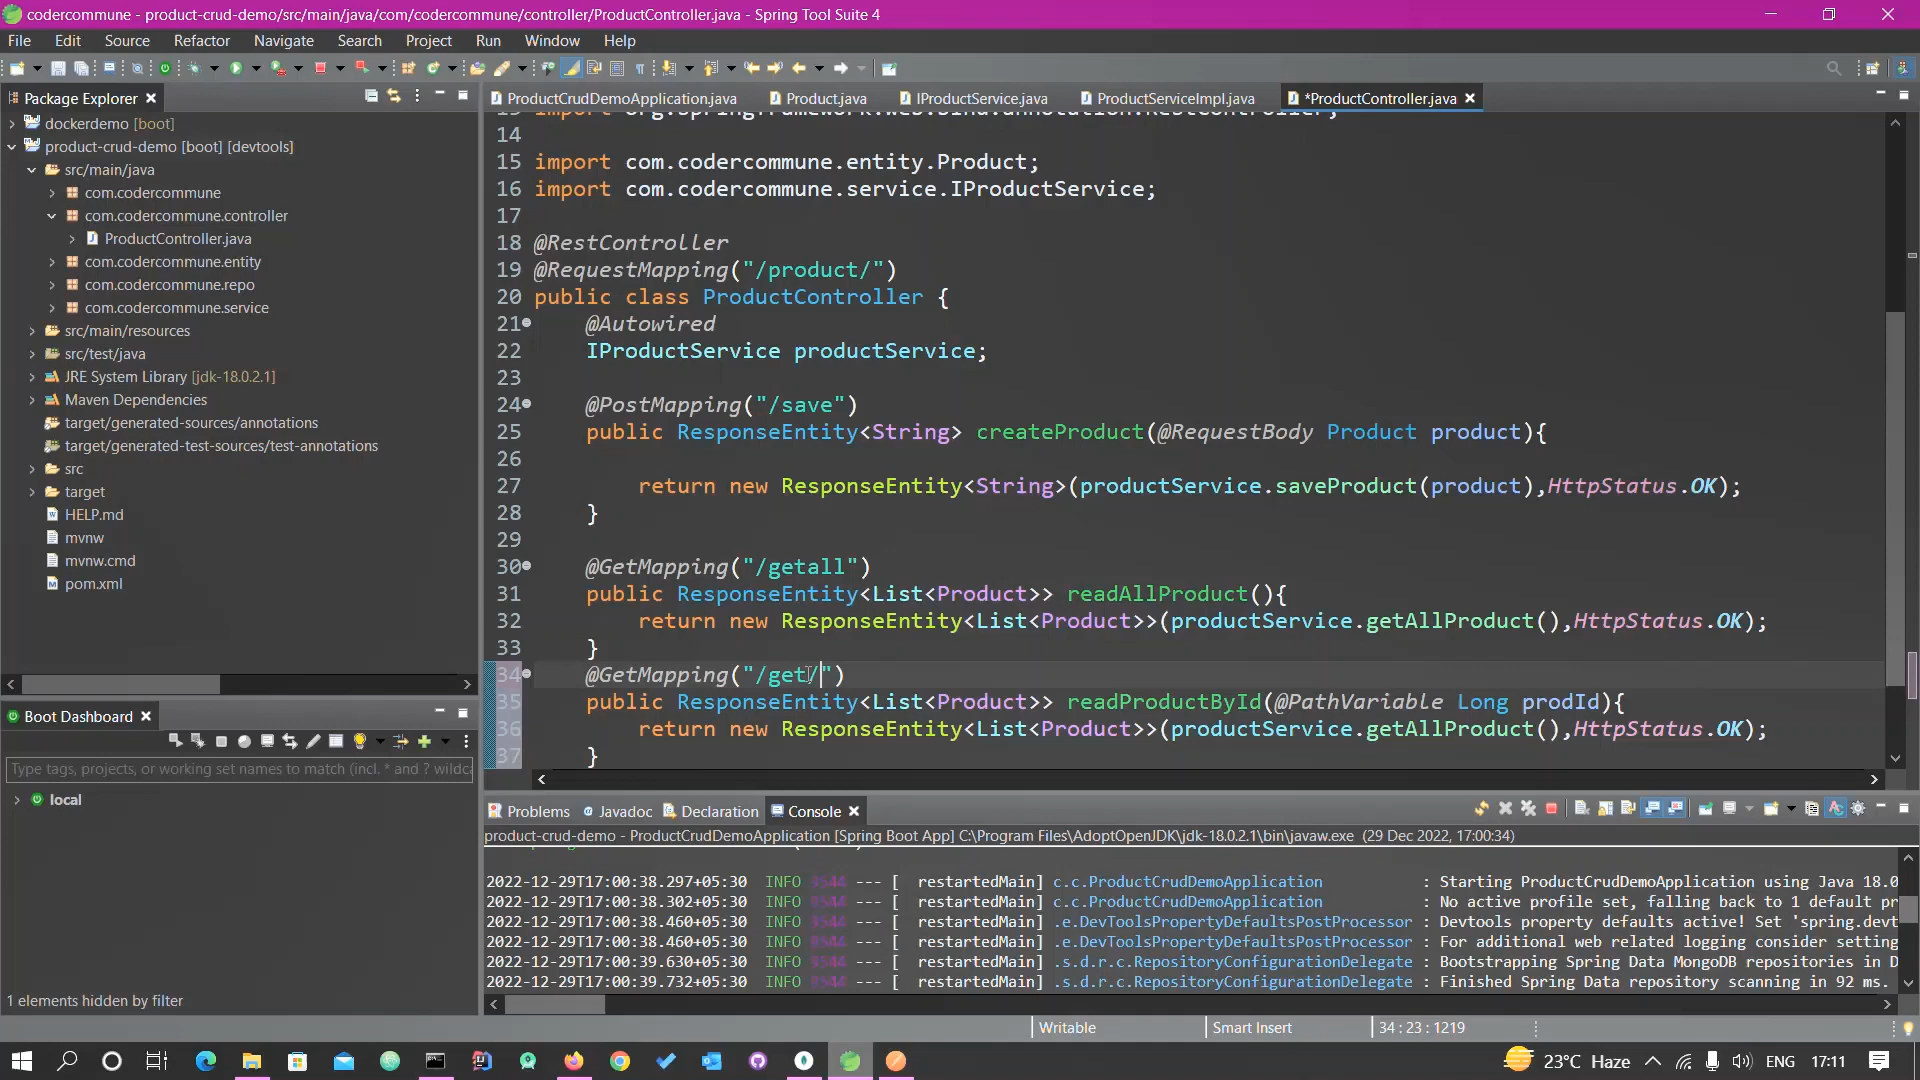 codercommune - product-crud-demo/src/main/java/com/codercommune/controller/ProductController.java - Spring Tool Suite 4
File Edit Source Refactor Navigate Search Project Run Window Help
Package Explorer
dockerdemo [boot]
product-crud-demo [boot] [devtools]
src/main/java
com.codercommune
com.codercommune.controller
ProductController.java
com.codercommune.entity
com.codercommune.repo
com.codercommune.service
src/main/resources
src/test/java
JRE System Library [jdk-18.0.2.1]
Maven Dependencies
target/generated-sources/annotations
target/generated-test-sources/test-annotations
src
target
HELP.md
mvnw
mvnw.cmd
pom.xml
Boot Dashboard
Type tags, projects, or working set names to match (incl. * and ? wildca
local
1 elements hidden by filter
ProductCrudDemoApplication.java Product.java IProductService.java ProductServiceImpl.java *ProductController.java
13 import org.springframework.web.bind.annotation.RestController;
14
15 import com.codercommune.entity.Product;
16 import com.codercommune.service.IProductService;
17
18 @RestController
19 @RequestMapping("/product/")
20 public class ProductController {
21 @Autowired
22 IProductService productService;
23
24 @PostMapping("/save")
25 public ResponseEntity<String> createProduct(@RequestBody Product product){
26
27 return new ResponseEntity<String>(productService.saveProduct(product),HttpStatus.OK);
28 }
29
30 @GetMapping("/getall")
31 public ResponseEntity<List<Product>> readAllProduct(){
32 return new ResponseEntity<List<Product>>(productService.getAllProduct(),HttpStatus.OK);
33 }
34 @GetMapping("/get/")
35 public ResponseEntity<List<Product>> readProductById(@PathVariable Long prodId){
36 return new ResponseEntity<List<Product>>(productService.getAllProduct(),HttpStatus.OK);
37 }
Problems Javadoc Declaration Console
product-crud-demo - ProductCrudDemoApplication [Spring Boot App] C:\Program Files\AdoptOpenJDK\jdk-18.0.2.1\bin\javaw.exe (29 Dec 2022, 17:00:34)
2022-12-29T17:00:38.297+05:30 INFO 9544 --- [ restartedMain] c.c.ProductCrudDemoApplication : Starting ProductCrudDemoApplication using Java 18.0
2022-12-29T17:00:38.302+05:30 INFO 9544 --- [ restartedMain] c.c.ProductCrudDemoApplication : No active profile set, falling back to 1 default pr
2022-12-29T17:00:38.460+05:30 INFO 9544 --- [ restartedMain] .e.DevToolsPropertyDefaultsPostProcessor : Devtools property defaults active! Set 'spring.devt
2022-12-29T17:00:38.460+05:30 INFO 9544 --- [ restartedMain] .e.DevToolsPropertyDefaultsPostProcessor : For additional web related logging consider setting
2022-12-29T17:00:39.630+05:30 INFO 9544 --- [ restartedMain] .s.d.r.c.RepositoryConfigurationDelegate : Bootstrapping Spring Data MongoDB repositories in D
2022-12-29T17:00:39.732+05:30 INFO 9544 --- [ restartedMain] .s.d.r.c.RepositoryConfigurationDelegate : Finished Spring Data repository scanning in 92 ms.
Writable Smart Insert 34 : 23 : 1219
23°C Haze ENG 17:11